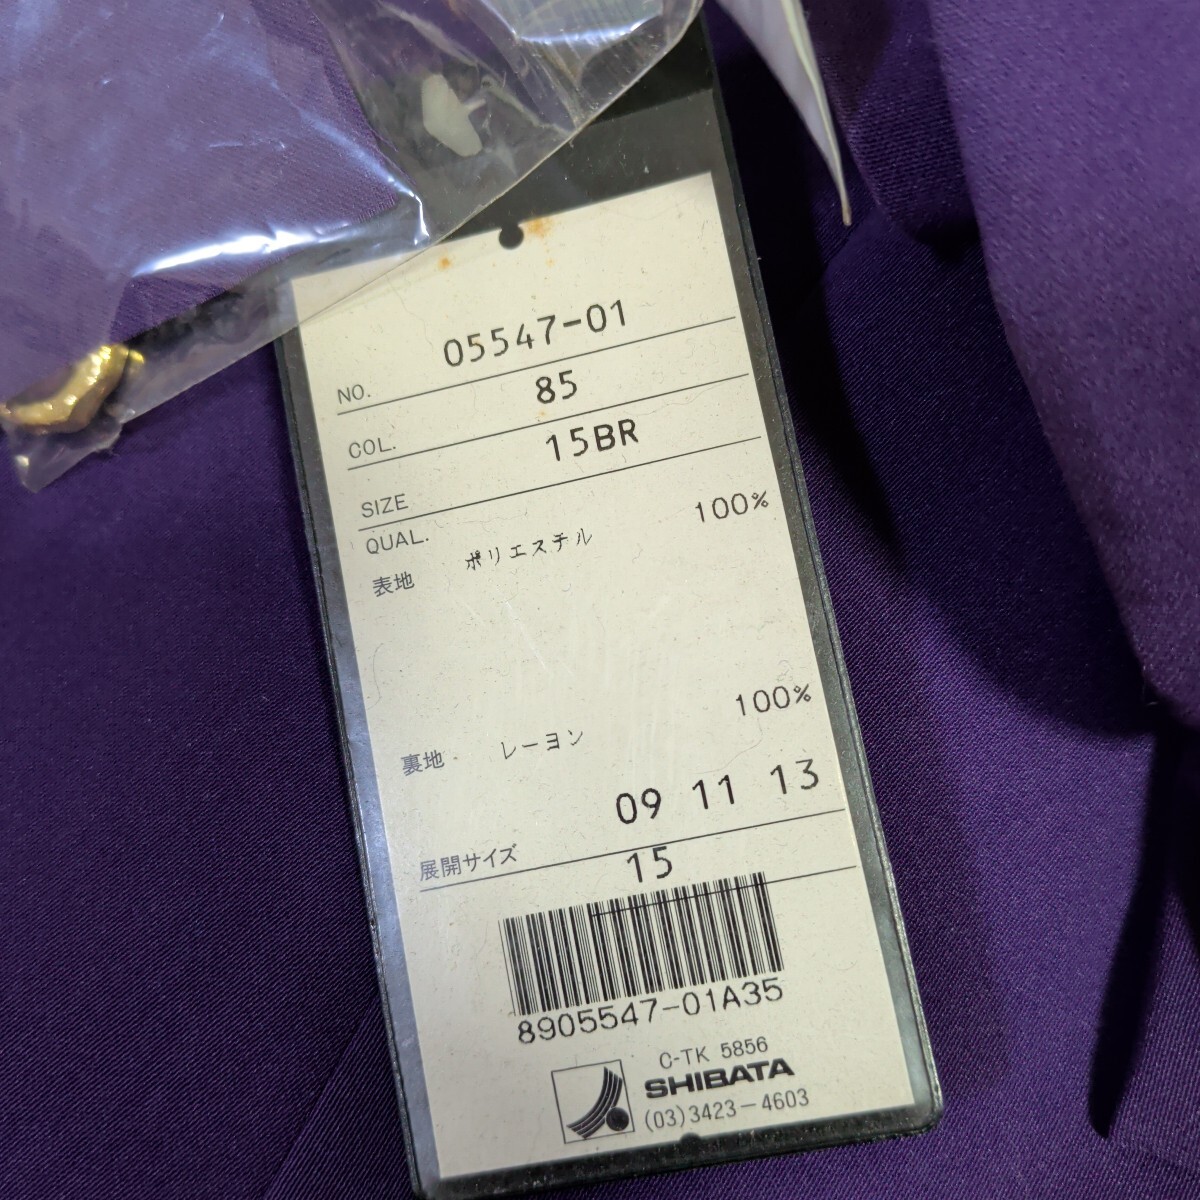 NO. 05547-01
COL. 85
SIZE 15BR
QUAL.
表地 ポリエステル 100%
裏地 レーヨン 100%
展開サイズ 09 11 13
15
8905547-01A35
C-TK 5856
SHIBATA
(03)3423-4603